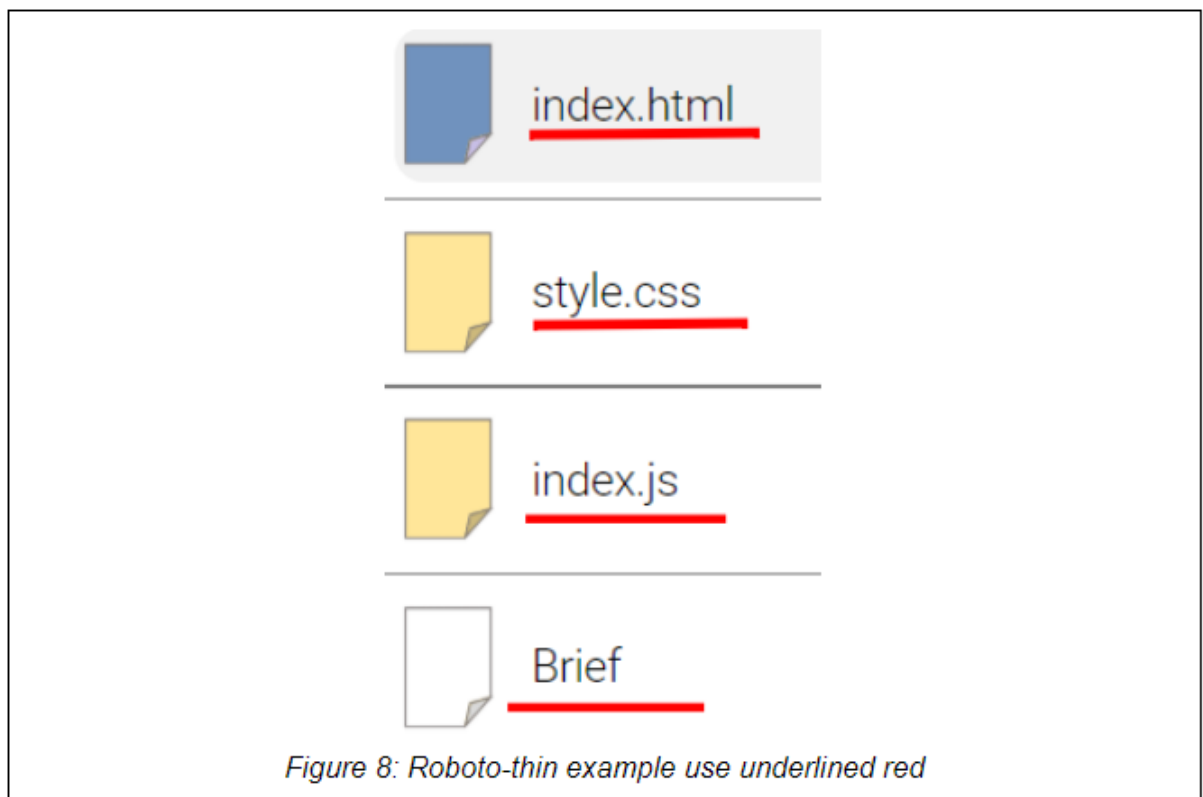 index.html
style.css
index.js
Brief
Figure 8: Roboto-thin example use underlined red